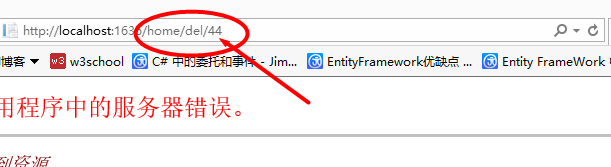 http://localhost:1635/home/del/44
博客 w3school C# 中的委托和事件 - Jim... EntityFramework优缺点 ... Entity FrameWork
用程序中的服务器错误。
到资源